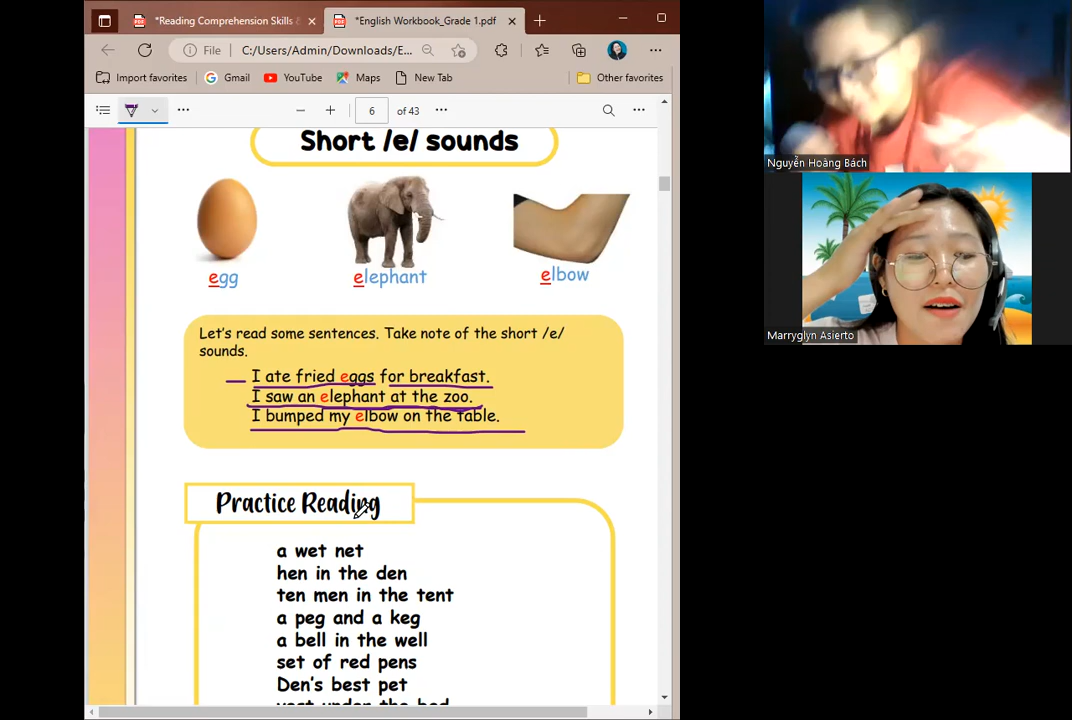 *Reading Comprehension Skills &
*English Workbook_Grade 1.pdf
File
C:/Users/Admin/Downloads/E...
Import favorites
Gmail
YouTube
Maps
New Tab
Other favorites
6 of 43
Short /e/ sounds
egg
elephant
elbow
Let's read some sentences. Take note of the short /e/
sounds.
I ate fried eggs for breakfast.
I saw an elephant at the zoo.
I bumped my elbow on the table.
Practice Reading
a wet net
hen in the den
ten men in the tent
a peg and a keg
a bell in the well
set of red pens
Den's best pet
Nguyễn Hoàng Bách
Marryglyn Asierto